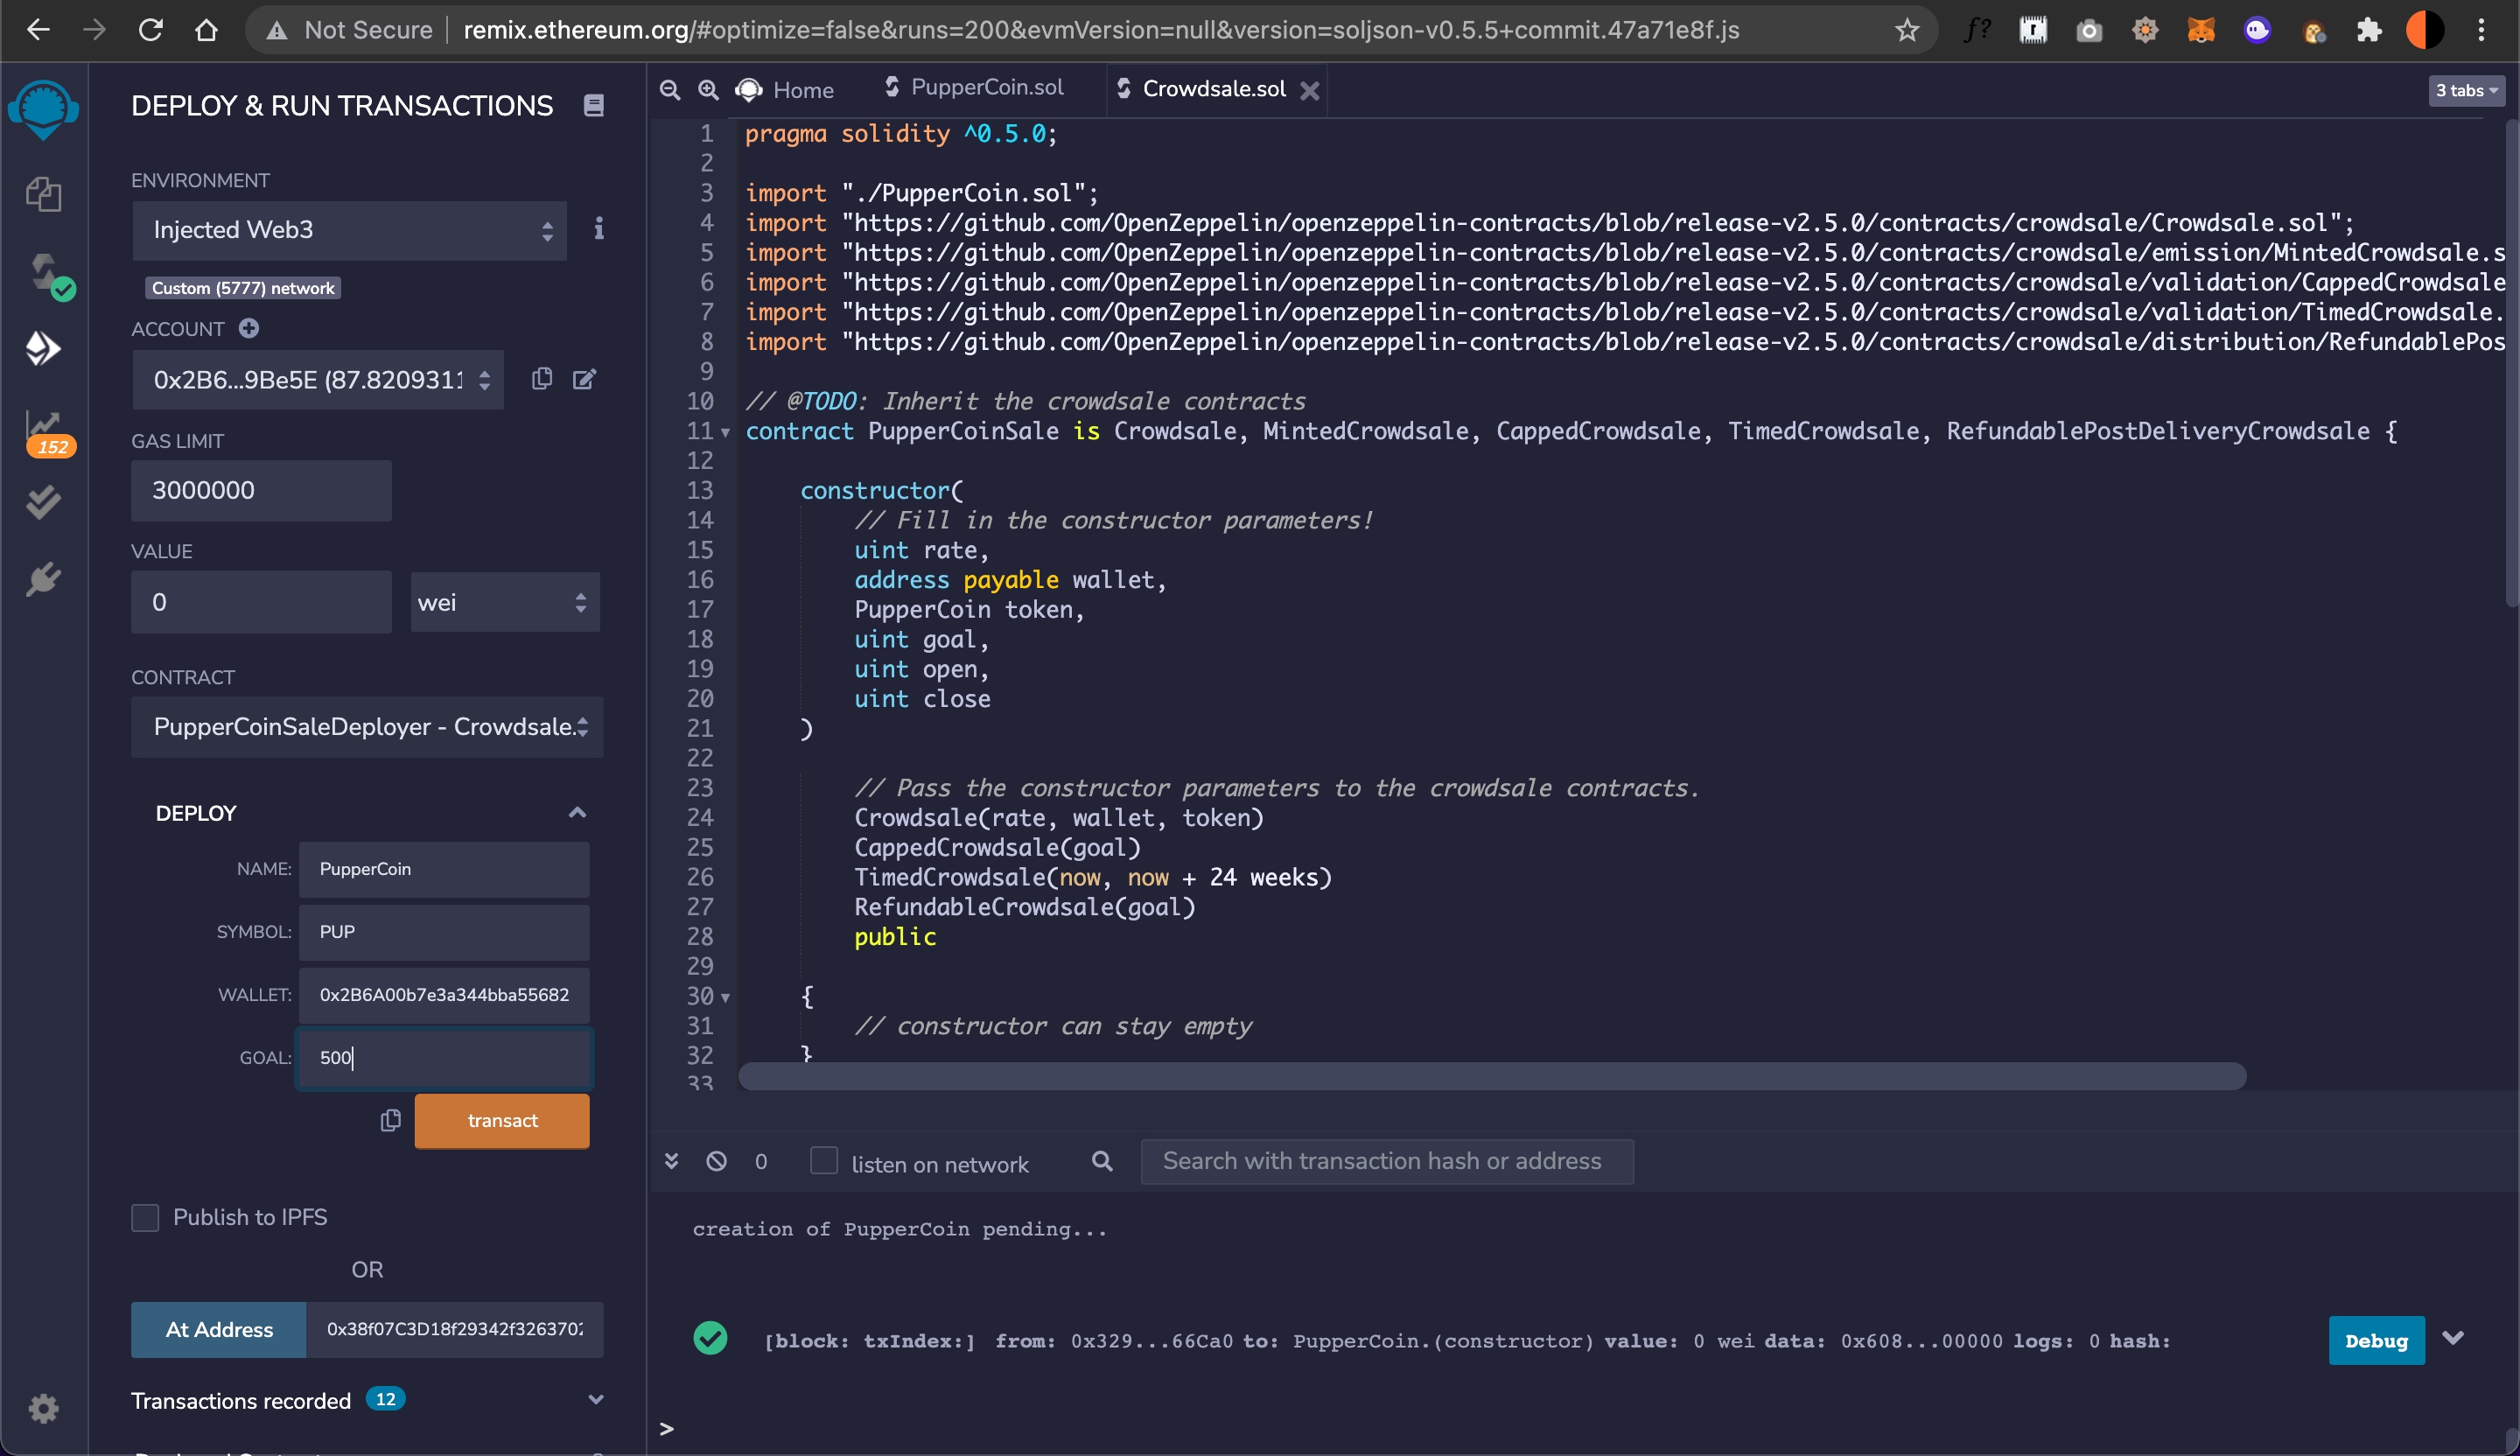 Not Secure remix.ethereum.org/#optimize=false&runs=200&evmVersion=null&version=soljson-v0.5.5+commit.47a71e8f.js
f?
DEPLOY & RUN TRANSACTIONS
ENVIRONMENT
Injected Web3
i
Custom (5777) network
ACCOUNT
0x2B6...9Be5E (87.8209311
152
GAS LIMIT
3000000
VALUE
0
wei
CONTRACT
PupperCoinSaleDeployer - Crowdsale.
DEPLOY
NAME: PupperCoin
SYMBOL: PUP
WALLET: 0x2B6A00b7e3a344bba55682
GOAL: 500
transact
Publish to IPFS
OR
At Address 0x38f07C3D18f29342f3263702
Transactions recorded 12
Home
PupperCoin.sol
Crowdsale.sol
3 tabs
1 pragma solidity ^0.5.0;
2
3 import "./PupperCoin.sol";
4 import "https://github.com/OpenZeppelin/openzeppelin-contracts/blob/release-v2.5.0/contracts/crowdsale/Crowdsale.sol";
5 import "https://github.com/OpenZeppelin/openzeppelin-contracts/blob/release-v2.5.0/contracts/crowdsale/emission/MintedCrowdsale.s
6 import "https://github.com/OpenZeppelin/openzeppelin-contracts/blob/release-v2.5.0/contracts/crowdsale/validation/CappedCrowdsale
7 import "https://github.com/OpenZeppelin/openzeppelin-contracts/blob/release-v2.5.0/contracts/crowdsale/validation/TimedCrowdsale.
8 import "https://github.com/OpenZeppelin/openzeppelin-contracts/blob/release-v2.5.0/contracts/crowdsale/distribution/RefundablePos
9
10 // @TODO: Inherit the crowdsale contracts
11 contract PupperCoinSale is Crowdsale, MintedCrowdsale, CappedCrowdsale, TimedCrowdsale, RefundablePostDeliveryCrowdsale {
12
13 constructor(
14 // Fill in the constructor parameters!
15 uint rate,
16 address payable wallet,
17 PupperCoin token,
18 uint goal,
19 uint open,
20 uint close
21 )
22
23 // Pass the constructor parameters to the crowdsale contracts.
24 Crowdsale(rate, wallet, token)
25 CappedCrowdsale(goal)
26 TimedCrowdsale(now, now + 24 weeks)
27 RefundableCrowdsale(goal)
28 public
29
30 {
31 // constructor can stay empty
32 }
33
0
listen on network
Search with transaction hash or address
creation of PupperCoin pending...
[block: txIndex:] from: 0x329...66Ca0 to: PupperCoin.(constructor) value: 0 wei data: 0x608...00000 logs: 0 hash:
Debug
>